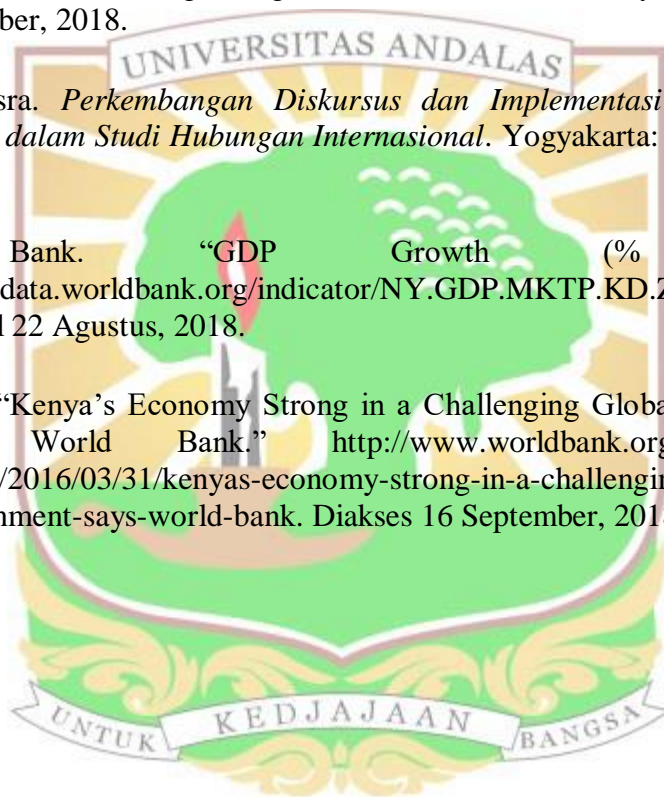 mber, 2018.
UNIVERSITAS ANDALAS
sra. Perkembangan Diskursus dan Implementasi
dalam Studi Hubungan Internasional. Yogyakarta:
Bank. “GDP Growth (%
data.worldbank.org/indicator/NY.GDP.MKTP.KD.Z
22 Agustus, 2018.
“Kenya’s Economy Strong in a Challenging Globa
World Bank.” http://www.worldbank.org
/2016/03/31/kenyas-economy-strong-in-a-challengin
nment-says-world-bank. Diakses 16 September, 201
UNTUK KEDJAJAAN BANGSA